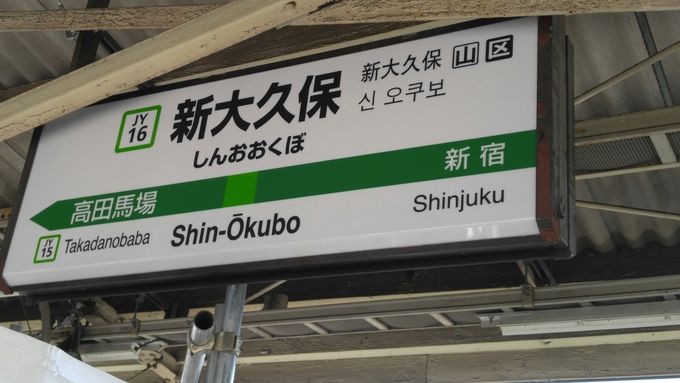 JY
16
新大久保
しんおおくぼ
新大久保
신 오쿠보
山 区
高田馬場
新宿
JY
15
Takadanobaba
Shin-Ōkubo
Shinjuku